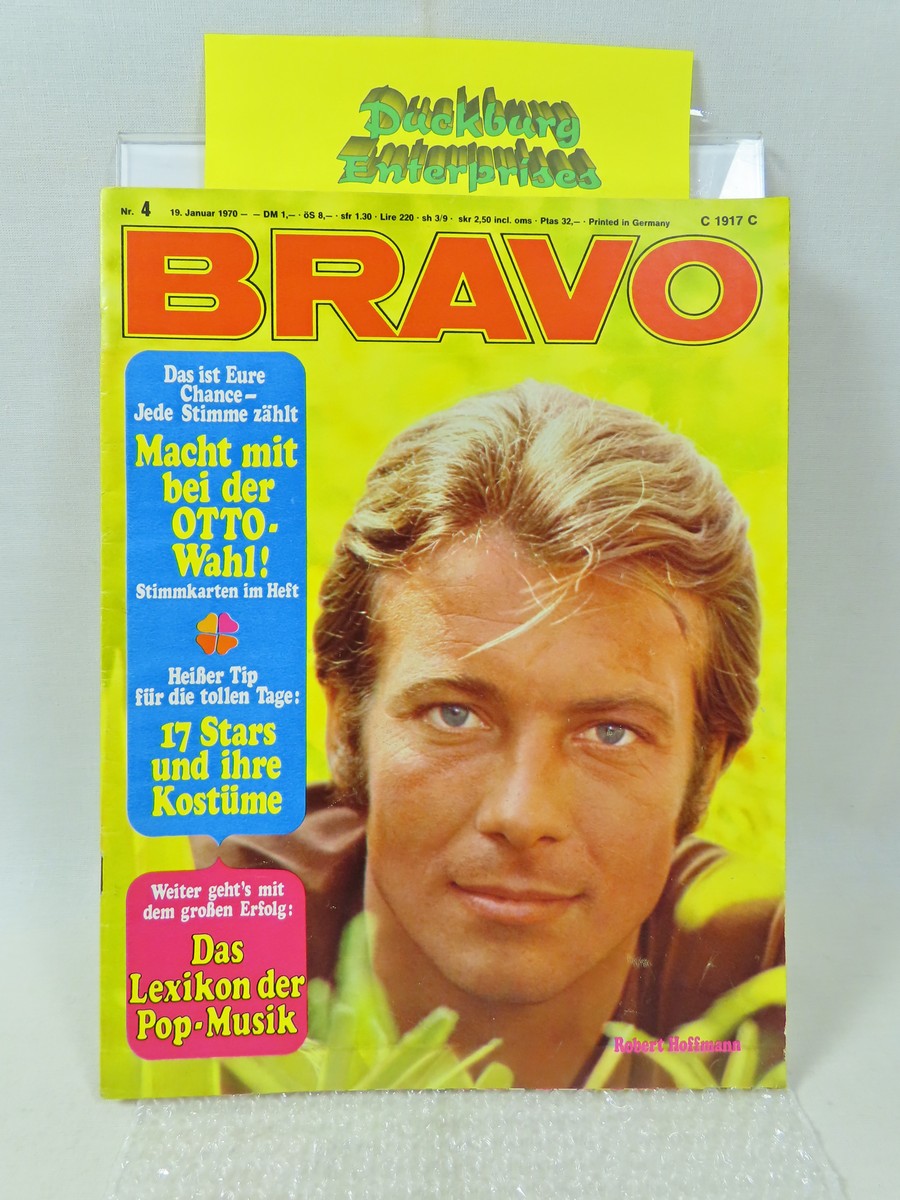 Duckburg
Enterprises
Nr. 4 19. Januar 1970 – – DM 1,– · öS 8,– · sfr 1.30 · Lire 220 · sh 3/9 · skr 2,50 incl. oms · Ptas 32,– · Printed in Germany C 1917 C
BRAVO
Das ist Eure
Chance–
Jede Stimme zählt
Macht mit
bei der
OTTO-
Wahl!
Stimmkarten im Heft
Heißer Tip
für die tollen Tage:
17 Stars
und ihre
Kostüme
Weiter geht's mit
dem großen Erfolg:
Das
Lexikon der
Pop-Musik
Robert Hoffmann